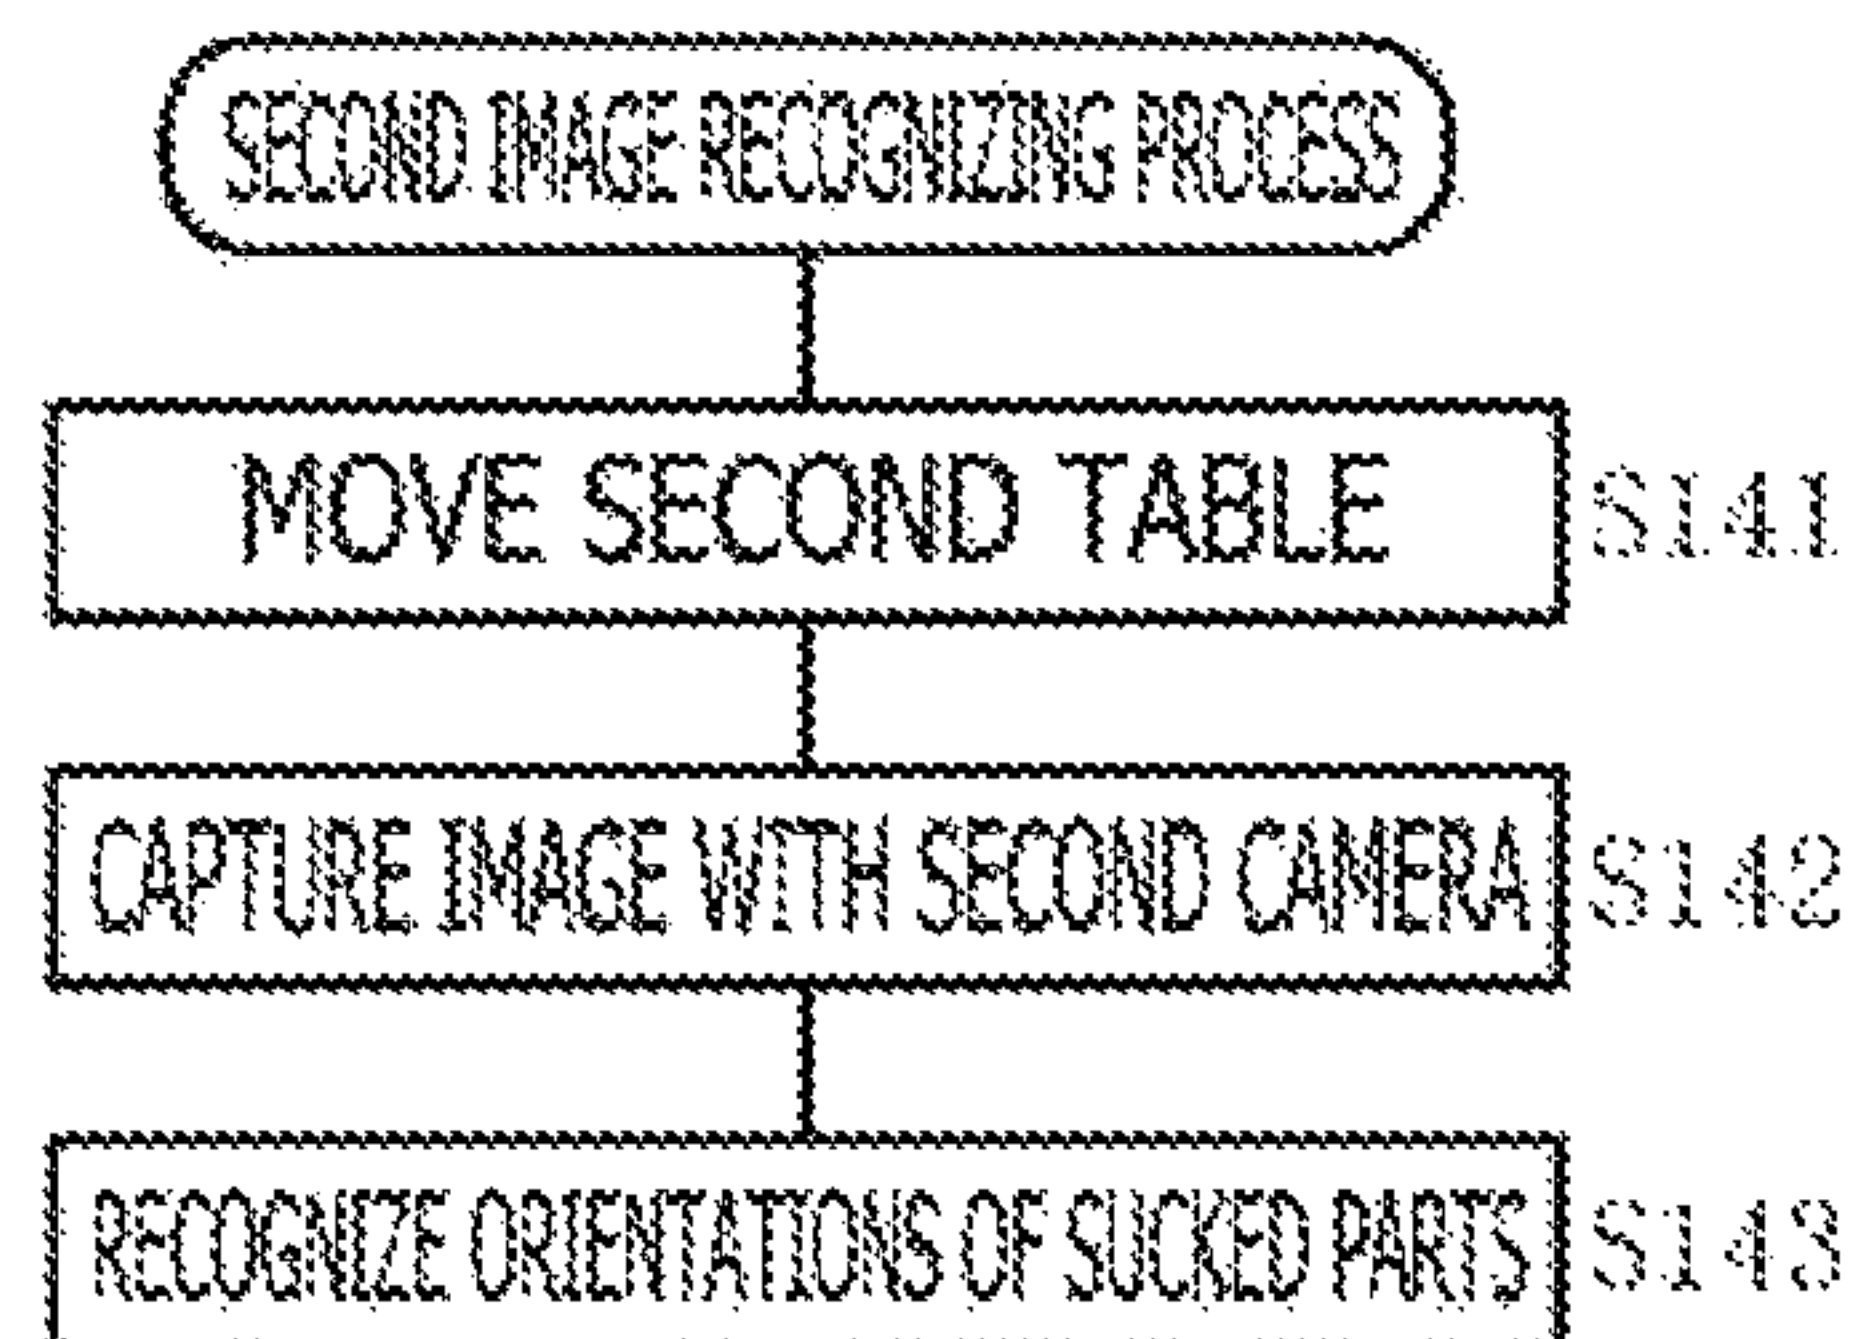 SECOND IMAGE RECOGNIZING PROCESS
MOVE SECOND TABLE S141
CAPTURE IMAGE WITH SECOND CAMERA S142
RECOGNIZE ORIENTATIONS OF SUCKED PARTS S143